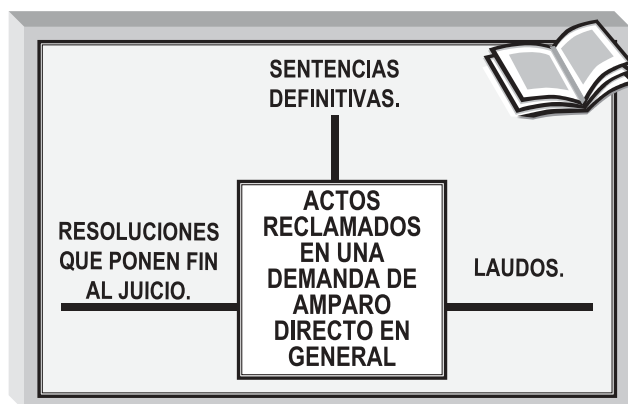 SENTENCIAS
DEFINITIVAS.
RESOLUCIONES
QUE PONEN FIN
AL JUICIO.
ACTOS
RECLAMADOS
EN UNA
DEMANDA DE
AMPARO
DIRECTO EN
GENERAL
LAUDOS.